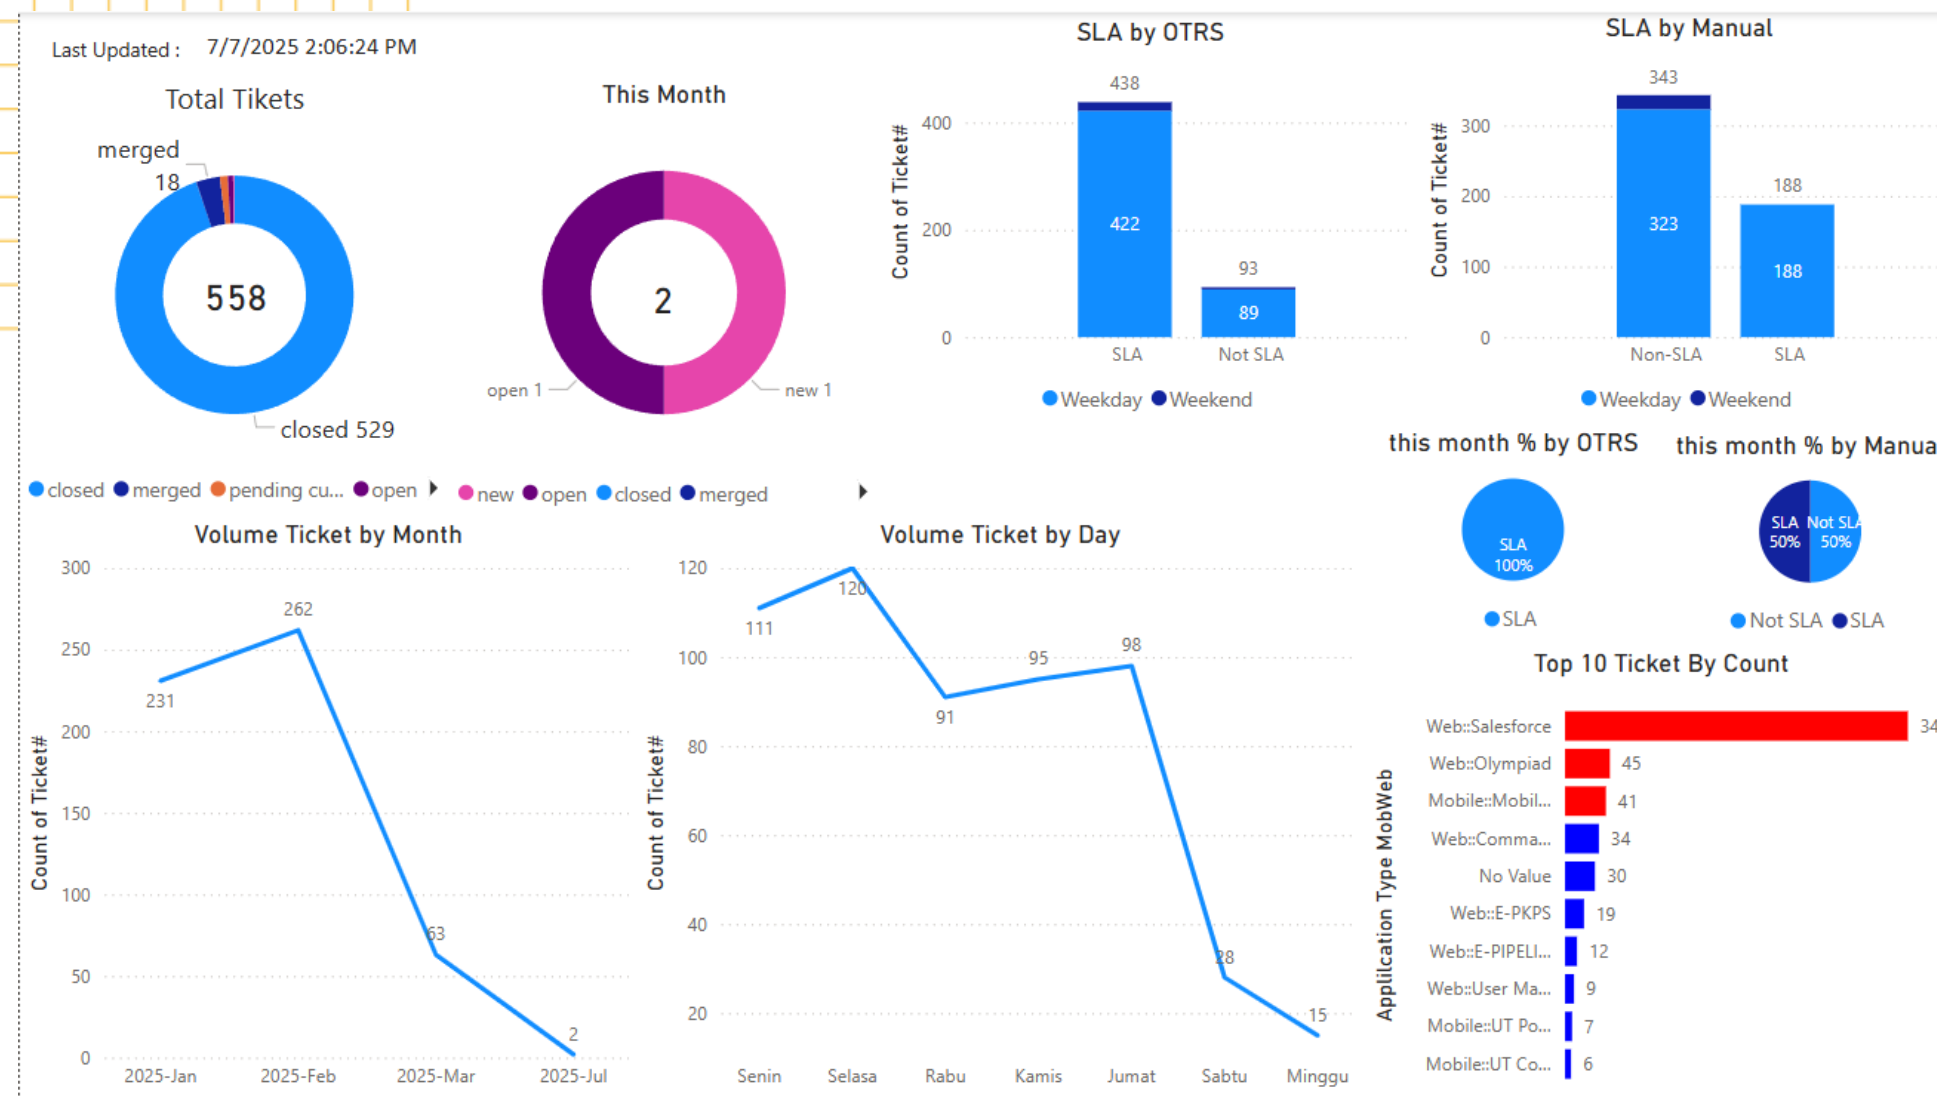 Last Updated : 7/7/2025 2:06:24 PM
Total Tikets
merged
18
558
closed 529
closed merged pending cu... open
This Month
2
open 1
new 1
new open closed merged
SLA by OTRS
Count of Ticket#
400
200
0
438
422
93
89
SLA Not SLA
Weekday Weekend
SLA by Manual
Count of Ticket#
300
200
100
0
343
323
188
188
Non-SLA SLA
Weekday Weekend
this month % by OTRS
SLA
100%
SLA
this month % by Manua
SLA
50%
Not SLA
50%
Not SLA SLA
Volume Ticket by Month
Count of Ticket#
300
250
200
150
100
50
0
231
262
63
2
2025-Jan 2025-Feb 2025-Mar 2025-Jul
Volume Ticket by Day
Count of Ticket#
120
100
80
60
40
20
111
120
91
95
98
28
15
Senin Selasa Rabu Kamis Jumat Sabtu Minggu
Top 10 Ticket By Count
Applilcation Type MobWeb
Web::Salesforce 34
Web::Olympiad 45
Mobile::Mobil... 41
Web::Comma... 34
No Value 30
Web::E-PKPS 19
Web::E-PIPELI... 12
Web::User Ma... 9
Mobile::UT Po... 7
Mobile::UT Co... 6